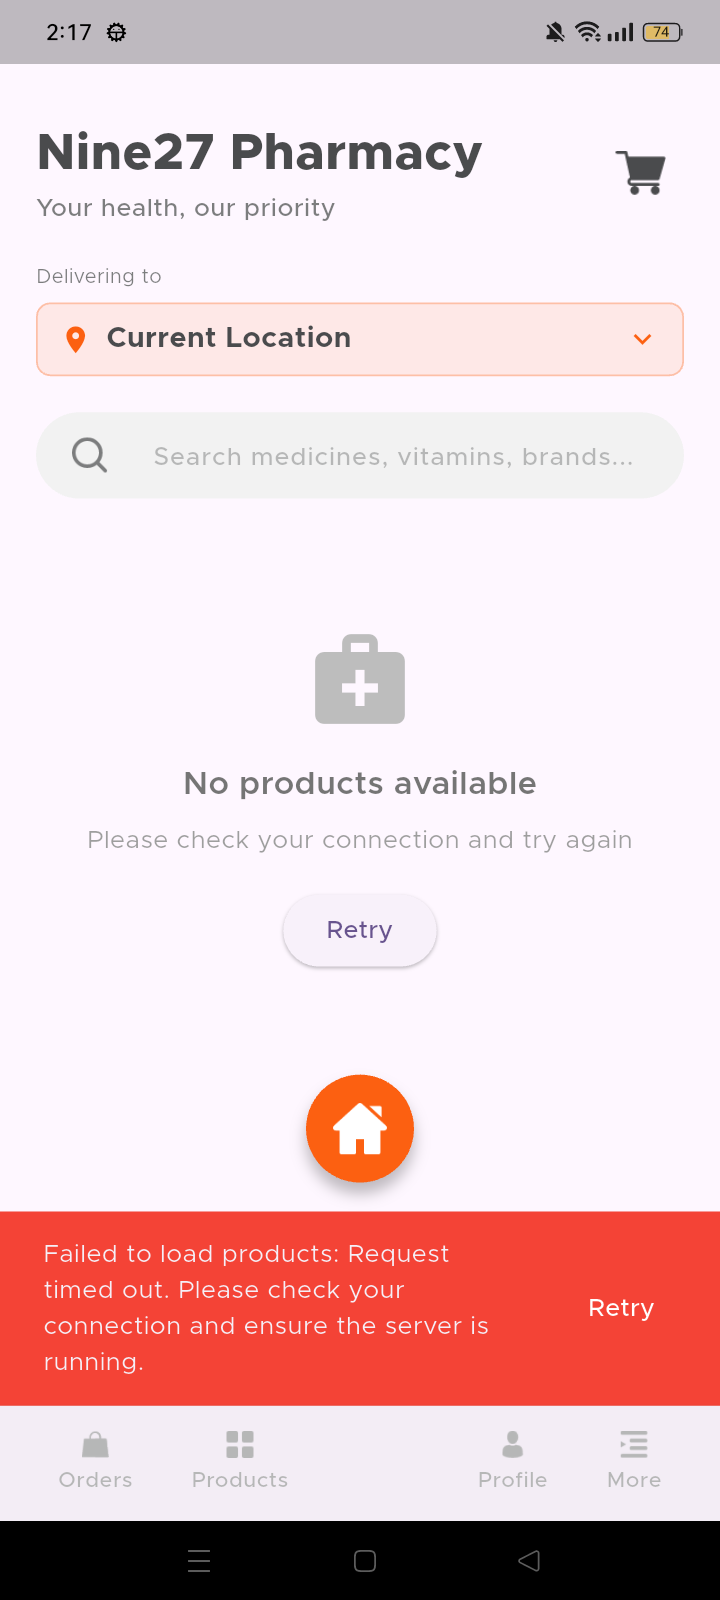 2:17
74
Nine27 Pharmacy
Your health, our priority
Delivering to
Current Location
Search medicines, vitamins, brands...
No products available
Please check your connection and try again
Retry
Failed to load products: Request
timed out. Please check your
connection and ensure the server is
running.
Retry
Orders
Products
Profile
More